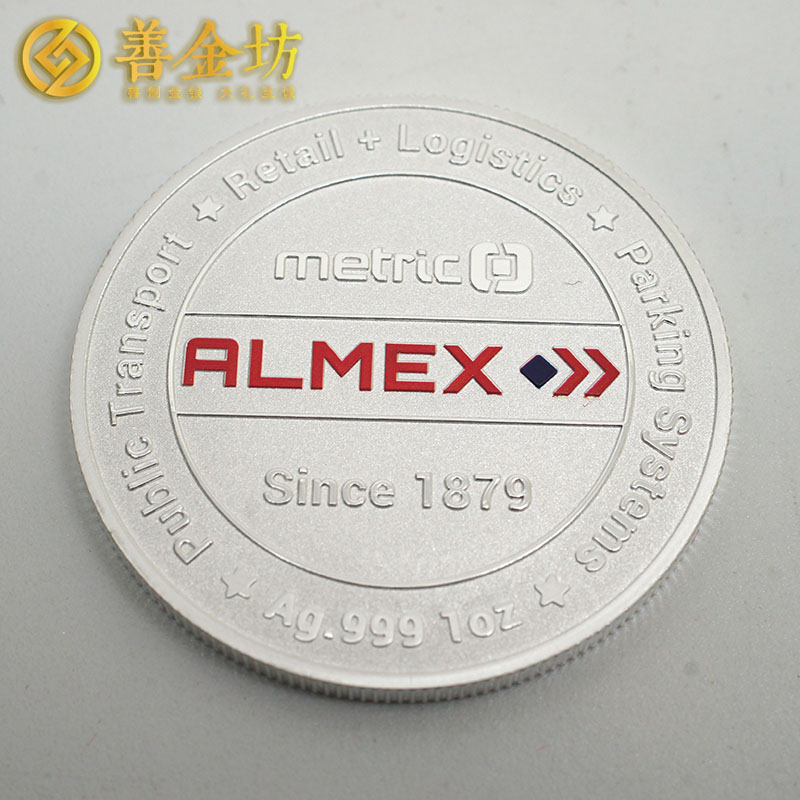 善金坊
Retail + Logistics
Parking Systems
Ag.999 1oz
Public Transport
metric
ALMEX
Since 1879